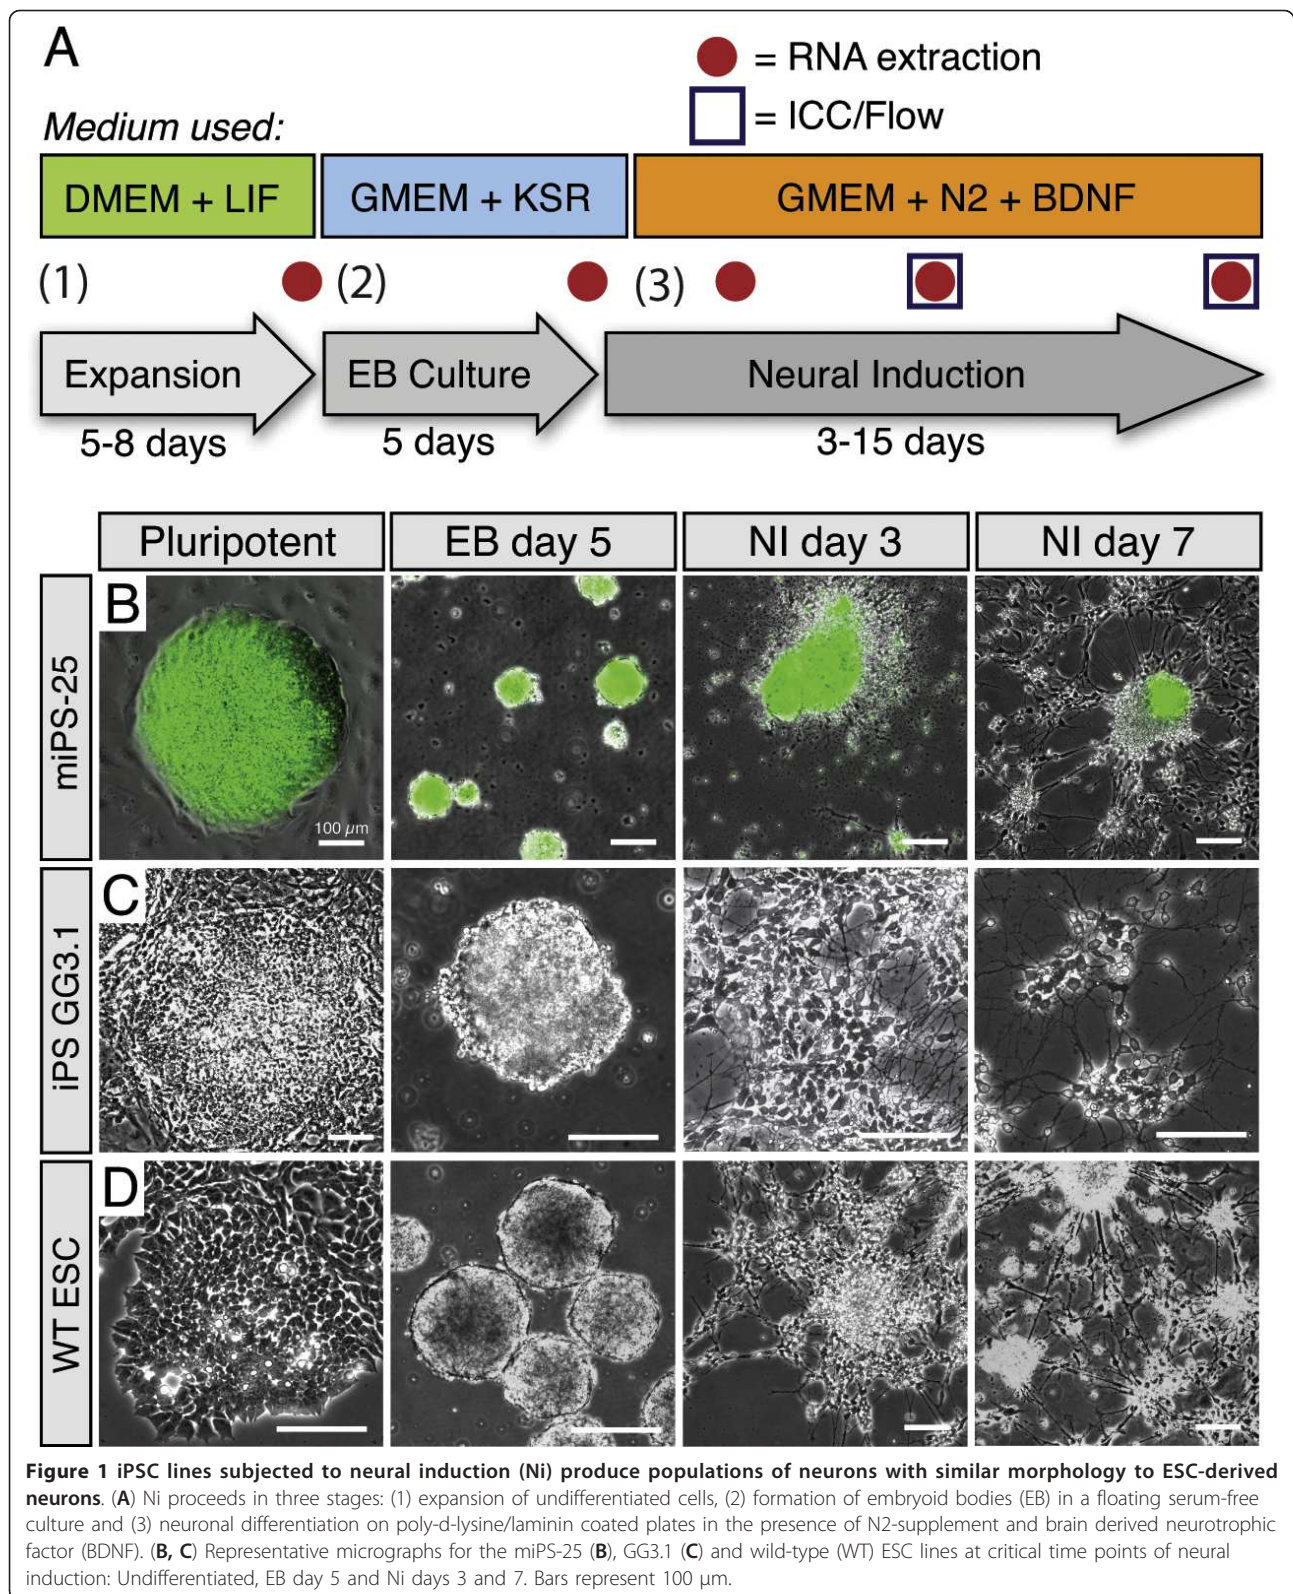 A
= RNA extraction
= ICC/Flow
Medium used:
DMEM + LIF
GMEM + KSR
GMEM + N2 + BDNF
(1)
(2)
(3)
Expansion
EB Culture
Neural Induction
5-8 days
5 days
3-15 days
Pluripotent
EB day 5
NI day 3
NI day 7
miPS-25
B
100 µm
iPS GG3.1
C
WT ESC
D
Figure 1 iPSC lines subjected to neural induction (Ni) produce populations of neurons with similar morphology to ESC-derived
neurons. (A) Ni proceeds in three stages: (1) expansion of undifferentiated cells, (2) formation of embryoid bodies (EB) in a floating serum-free
culture and (3) neuronal differentiation on poly-d-lysine/laminin coated plates in the presence of N2-supplement and brain derived neurotrophic
factor (BDNF). (B, C) Representative micrographs for the miPS-25 (B), GG3.1 (C) and wild-type (WT) ESC lines at critical time points of neural
induction: Undifferentiated, EB day 5 and Ni days 3 and 7. Bars represent 100 µm.